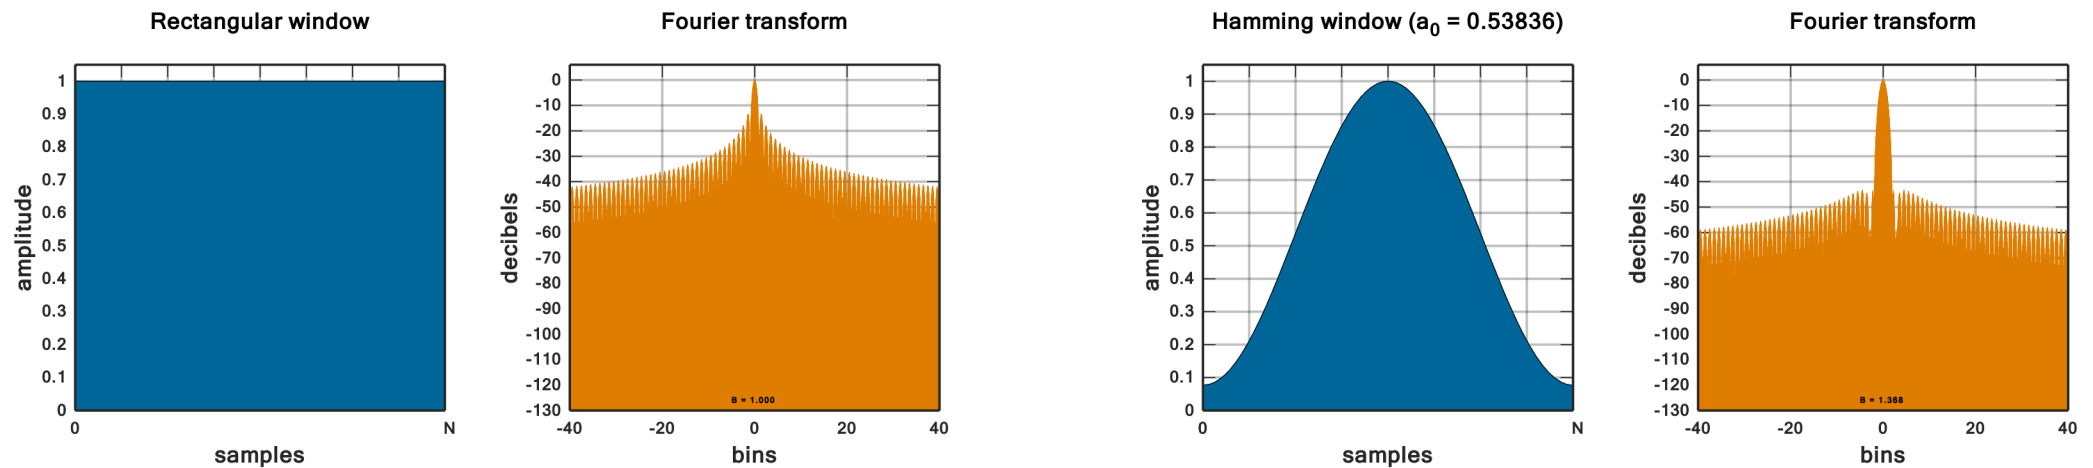 Rectangular window
amplitude
1
0.9
0.8
0.7
0.6
0.5
0.4
0.3
0.2
0.1
0
0 N
samples
Fourier transform
decibels
0
-10
-20
-30
-40
-50
-60
-70
-80
-90
-100
-110
-120
-130
B = 1.000
-40 -20 0 20 40
bins
Hamming window (a0 = 0.53836)
amplitude
1
0.9
0.8
0.7
0.6
0.5
0.4
0.3
0.2
0.1
0
0 N
samples
Fourier transform
decibels
0
-10
-20
-30
-40
-50
-60
-70
-80
-90
-100
-110
-120
-130
B = 1.368
-40 -20 0 20 40
bins